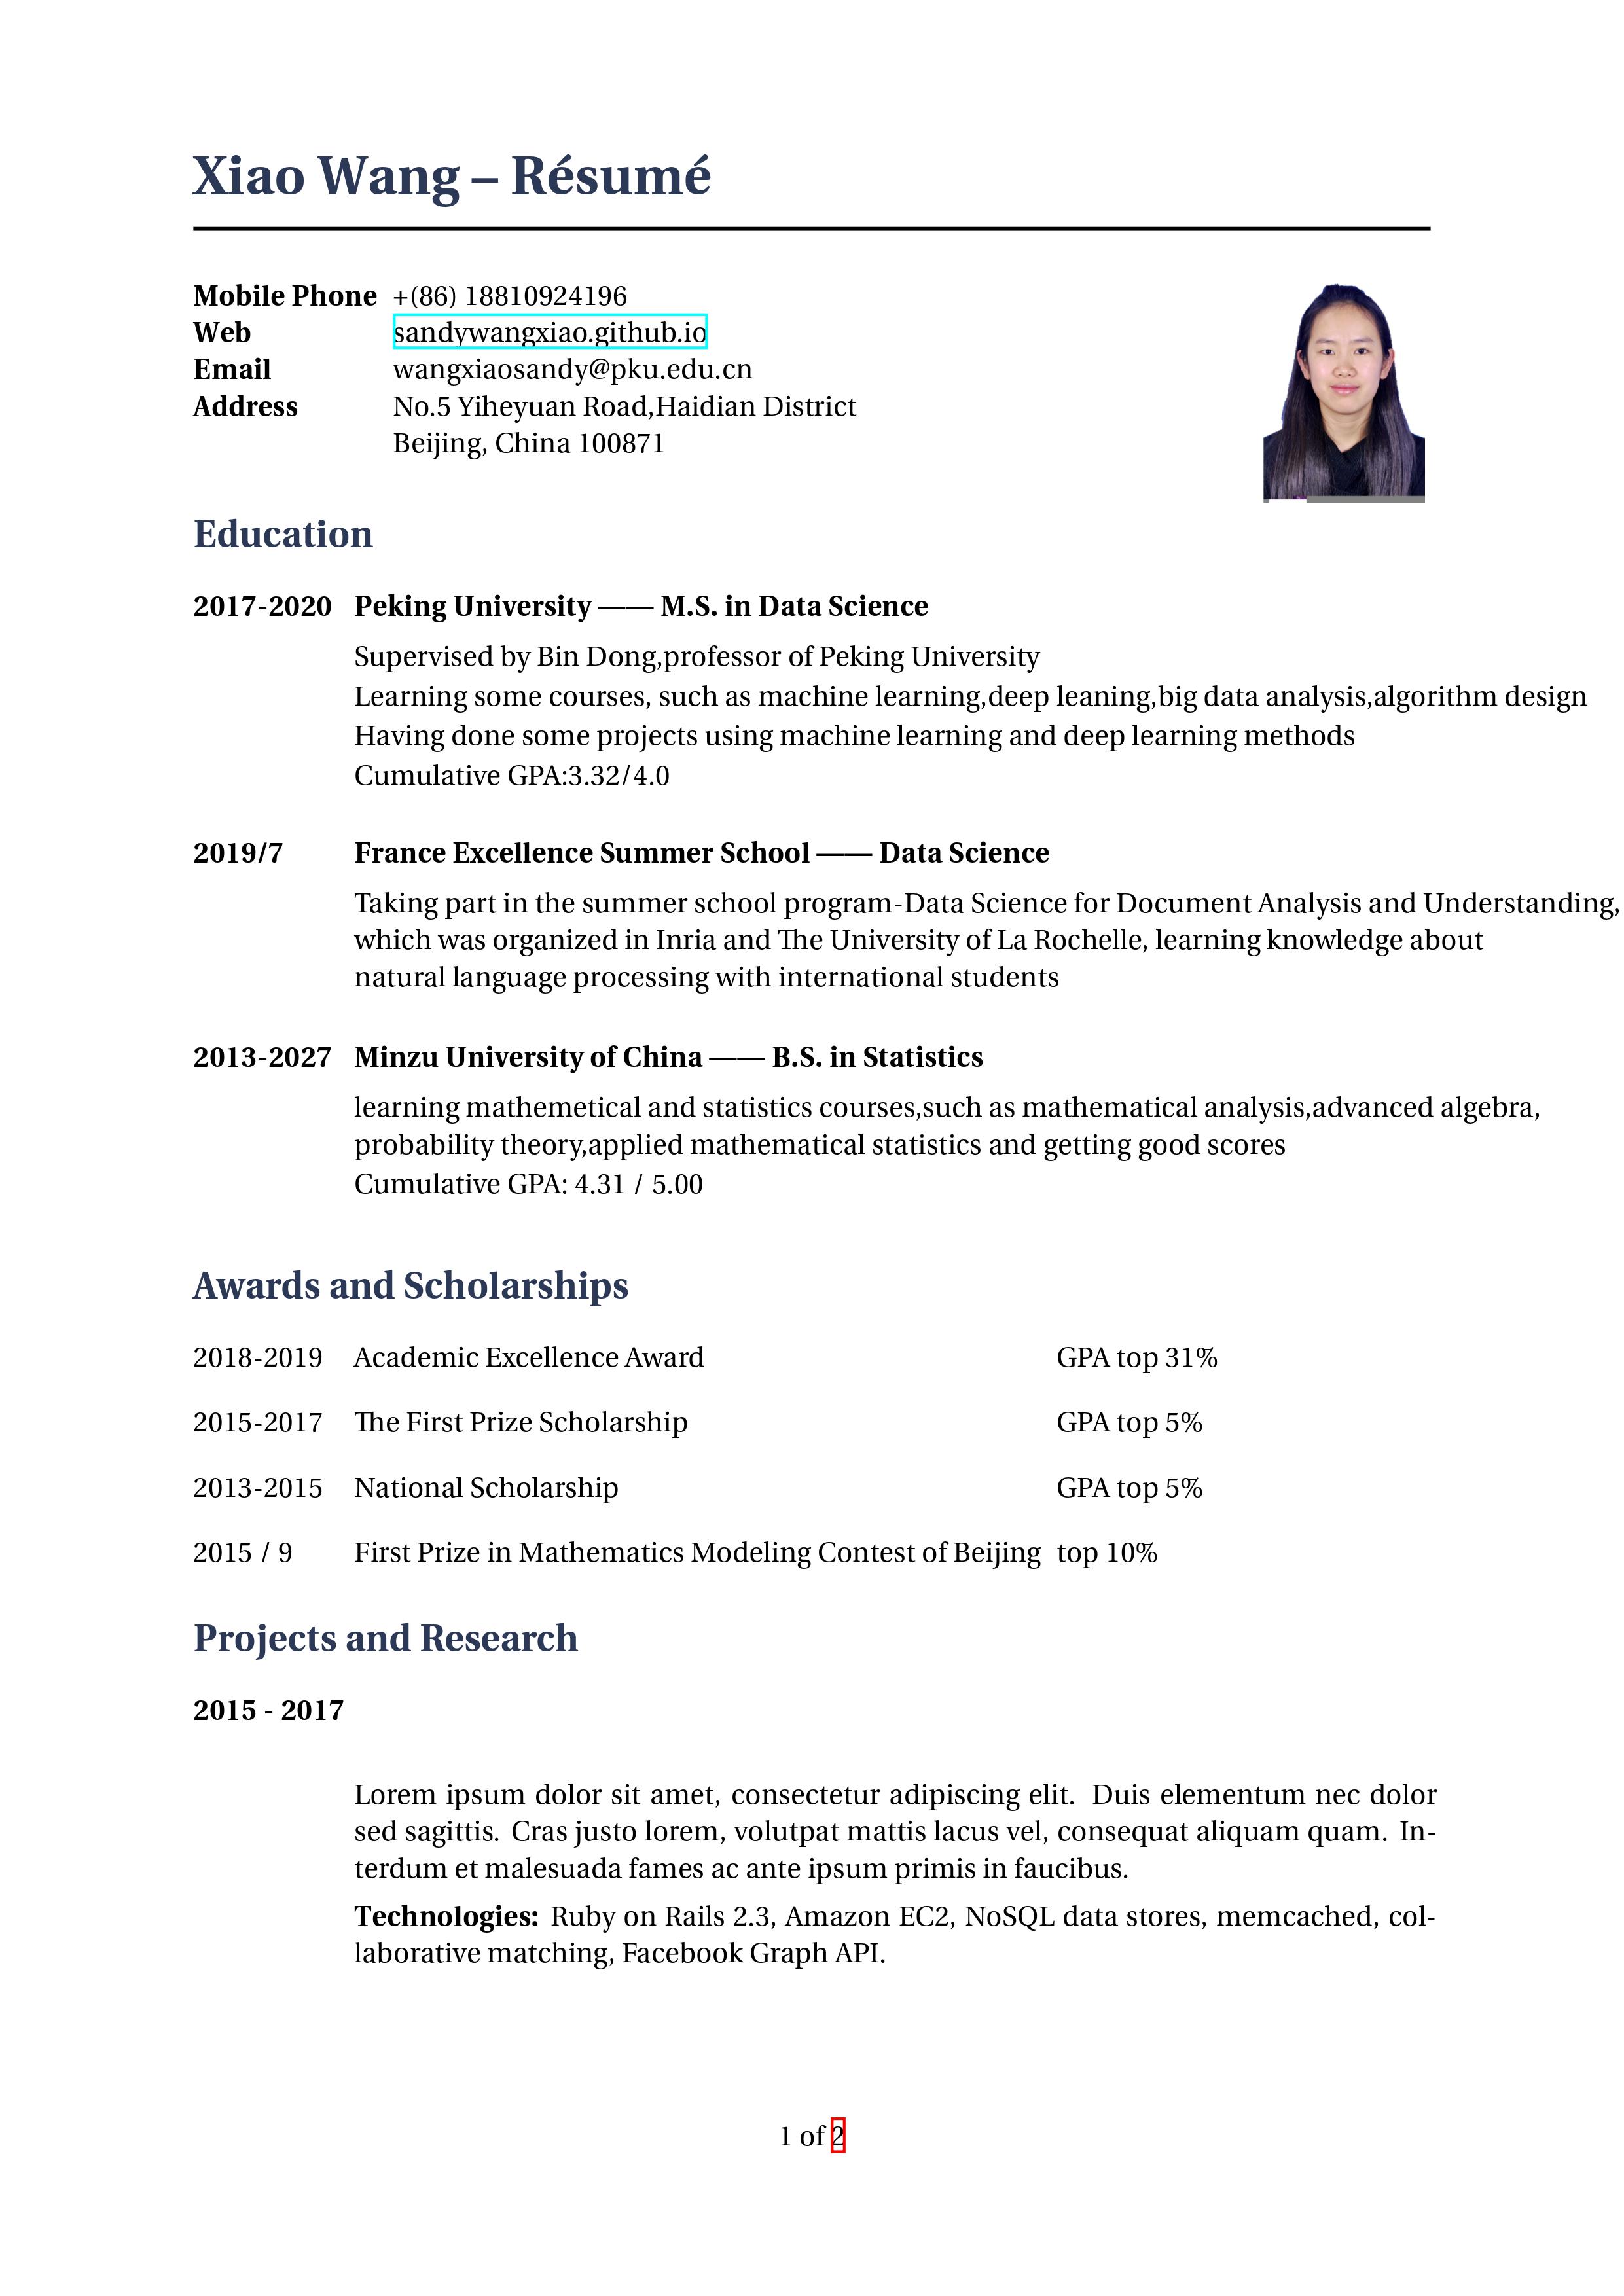 Xiao Wang – Résumé
Mobile Phone +(86) 18810924196
Web sandywangxiao.github.io
Email wangxiaosandy@pku.edu.cn
Address No.5 Yiheyuan Road,Haidian District
Beijing, China 100871
Education
2017-2020 Peking University —— M.S. in Data Science
Supervised by Bin Dong,professor of Peking University
Learning some courses, such as machine learning,deep leaning,big data analysis,algorithm design
Having done some projects using machine learning and deep learning methods
Cumulative GPA:3.32/4.0
2019/7 France Excellence Summer School —— Data Science
Taking part in the summer school program-Data Science for Document Analysis and Understanding,
which was organized in Inria and The University of La Rochelle, learning knowledge about
natural language processing with international students
2013-2027 Minzu University of China —— B.S. in Statistics
learning mathemetical and statistics courses,such as mathematical analysis,advanced algebra,
probability theory,applied mathematical statistics and getting good scores
Cumulative GPA: 4.31 / 5.00
Awards and Scholarships
2018-2019 Academic Excellence Award GPA top 31%
2015-2017 The First Prize Scholarship GPA top 5%
2013-2015 National Scholarship GPA top 5%
2015 / 9 First Prize in Mathematics Modeling Contest of Beijing top 10%
Projects and Research
2015 - 2017
Lorem ipsum dolor sit amet, consectetur adipiscing elit. Duis elementum nec dolor
sed sagittis. Cras justo lorem, volutpat mattis lacus vel, consequat aliquam quam. In-
terdum et malesuada fames ac ante ipsum primis in faucibus.
Technologies: Ruby on Rails 2.3, Amazon EC2, NoSQL data stores, memcached, col-
laborative matching, Facebook Graph API.
1 of 2